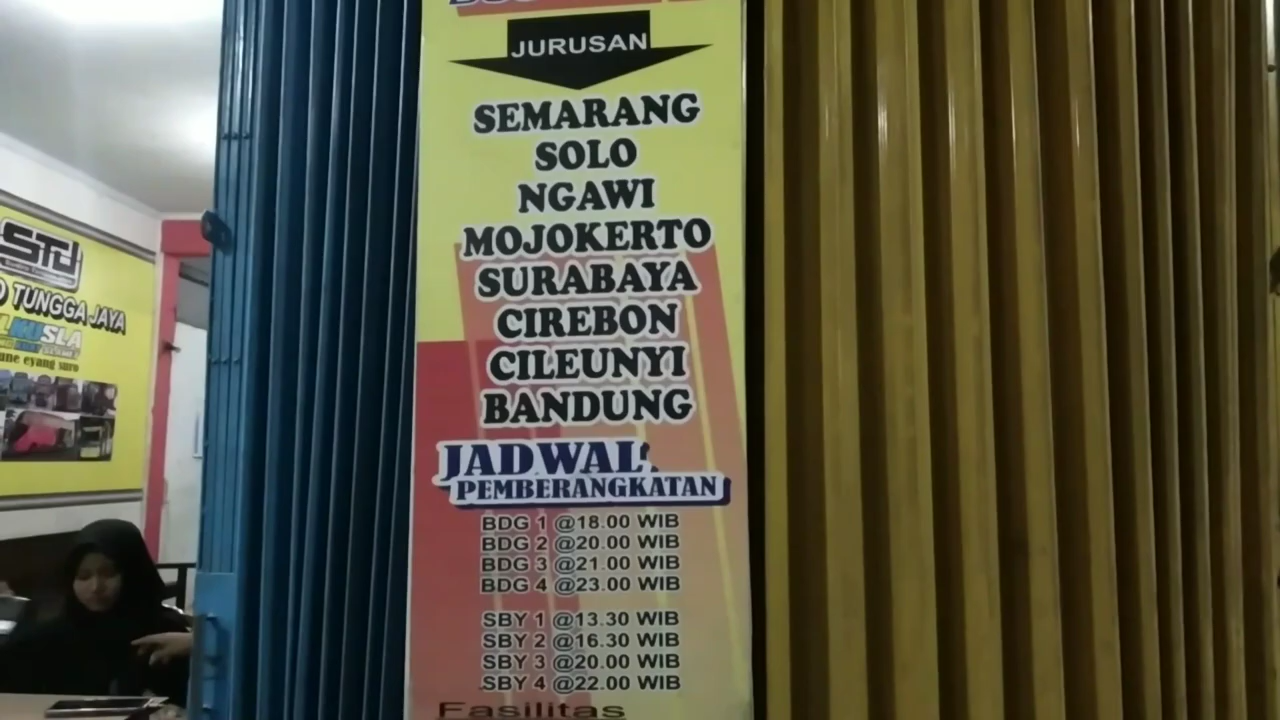 JURUSAN
SEMARANG
SOLO
NGAWI
MOJOKERTO
SURABAYA
CIREBON
CILEUNYI
BANDUNG
JADWAL
PEMBERANGKATAN
BDG 1 @18.00 WIB
BDG 2 @20.00 WIB
BDG 3 @21.00 WIB
BDG 4 @23.00 WIB
SBY 1 @13.30 WIB
SBY 2 @16.30 WIB
SBY 3 @20.00 WIB
SBY 4 @22.00 WIB
Fasilitas
STJ
TUNGGA JAYA
eyang suro